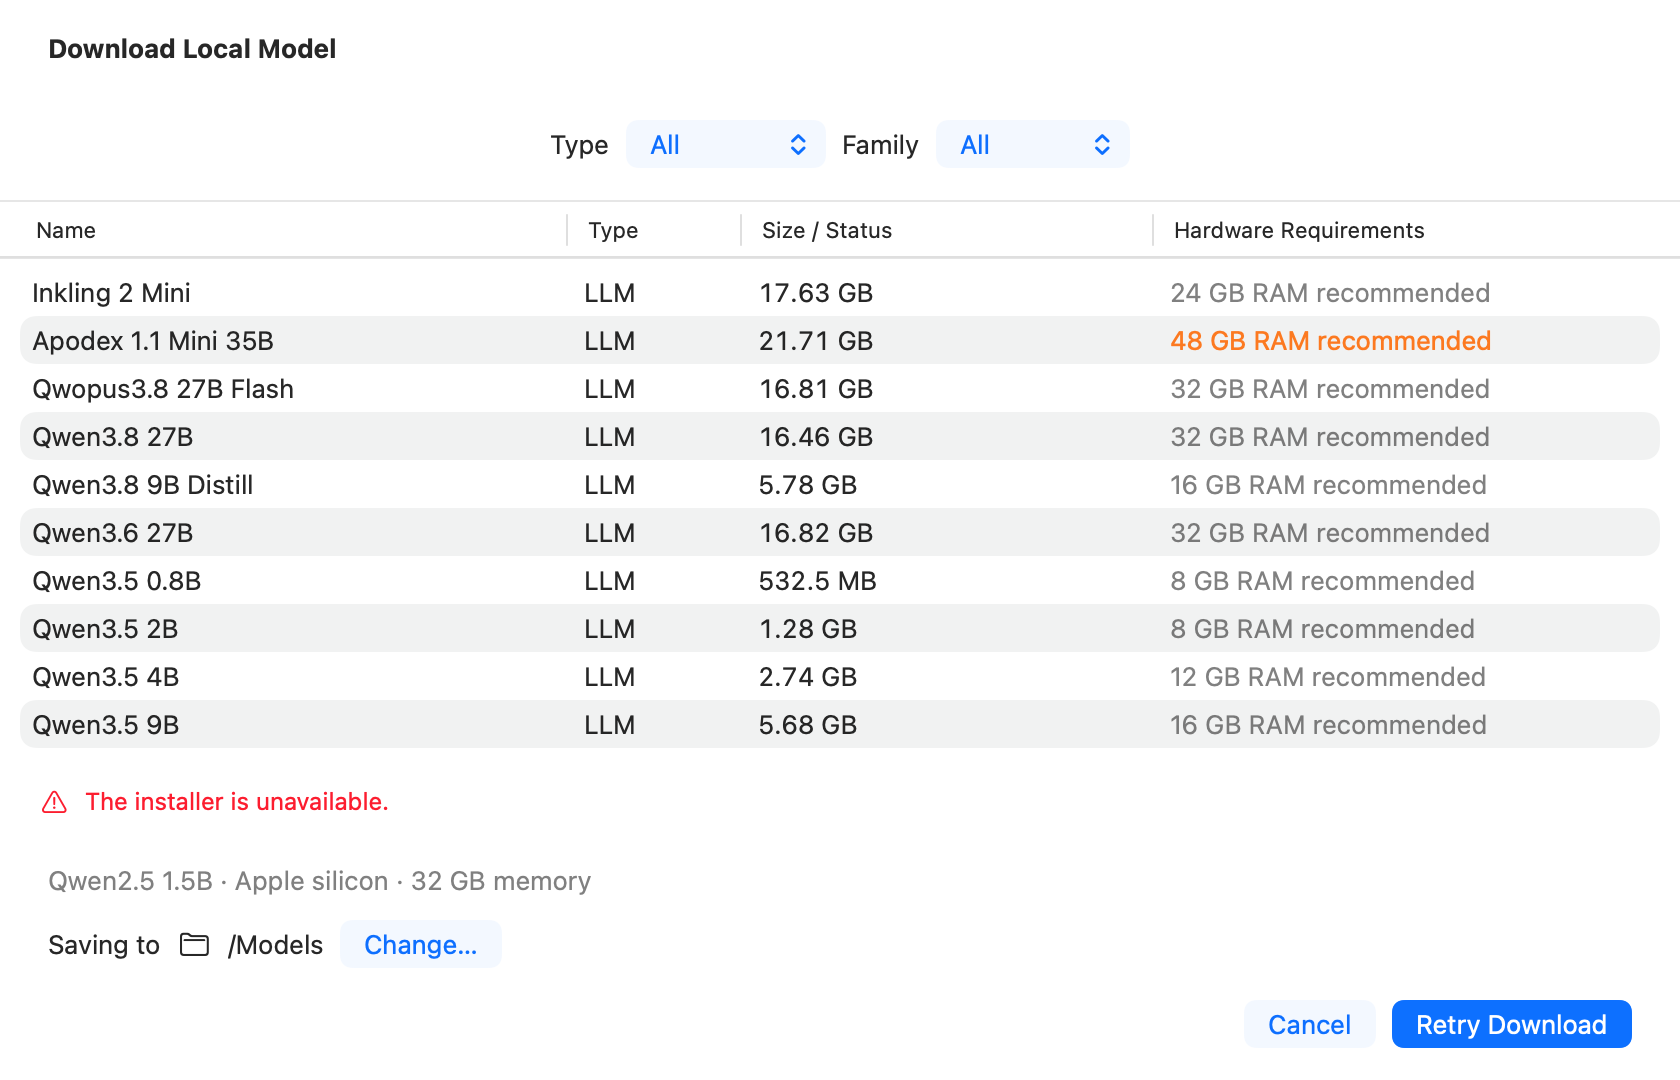 Download Local Model
Type All Family All
Name Type Size / Status Hardware Requirements
Inkling 2 Mini LLM 17.63 GB 24 GB RAM recommended
Apodex 1.1 Mini 35B LLM 21.71 GB 48 GB RAM recommended
Qwopus3.8 27B Flash LLM 16.81 GB 32 GB RAM recommended
Qwen3.8 27B LLM 16.46 GB 32 GB RAM recommended
Qwen3.8 9B Distill LLM 5.78 GB 16 GB RAM recommended
Qwen3.6 27B LLM 16.82 GB 32 GB RAM recommended
Qwen3.5 0.8B LLM 532.5 MB 8 GB RAM recommended
Qwen3.5 2B LLM 1.28 GB 8 GB RAM recommended
Qwen3.5 4B LLM 2.74 GB 12 GB RAM recommended
Qwen3.5 9B LLM 5.68 GB 16 GB RAM recommended
The installer is unavailable.
Qwen2.5 1.5B · Apple silicon · 32 GB memory
Saving to /Models Change...
Cancel Retry Download